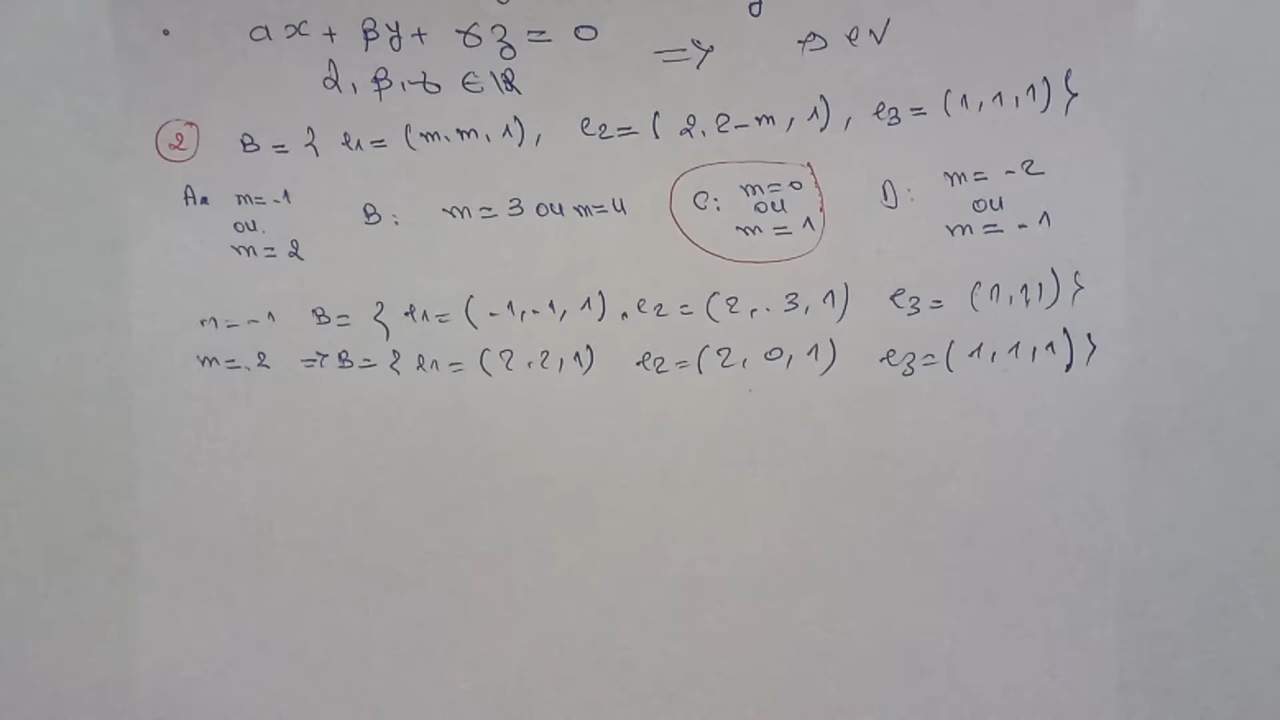 • αx + βy + γz = 0 => s ev
α, β, γ ∈ ℝ
② B = { e1 = (m, m, 1), e2 = ( 2, 2-m, 1), e3 = (1, 1, 1) }
A: m = -1 ou m = 2 B: m = 3 ou m = 4 C: m = 0 ou m = 1 D: m = -2 ou m = -1
m = -1 B = { e1 = (-1, -1, 1), e2 = (2, 3, 1) e3 = (1, 1, 1) }
m = 2 => B = { e1 = (2, 2, 1) e2 = (2, 0, 1) e3 = (1, 1, 1) }